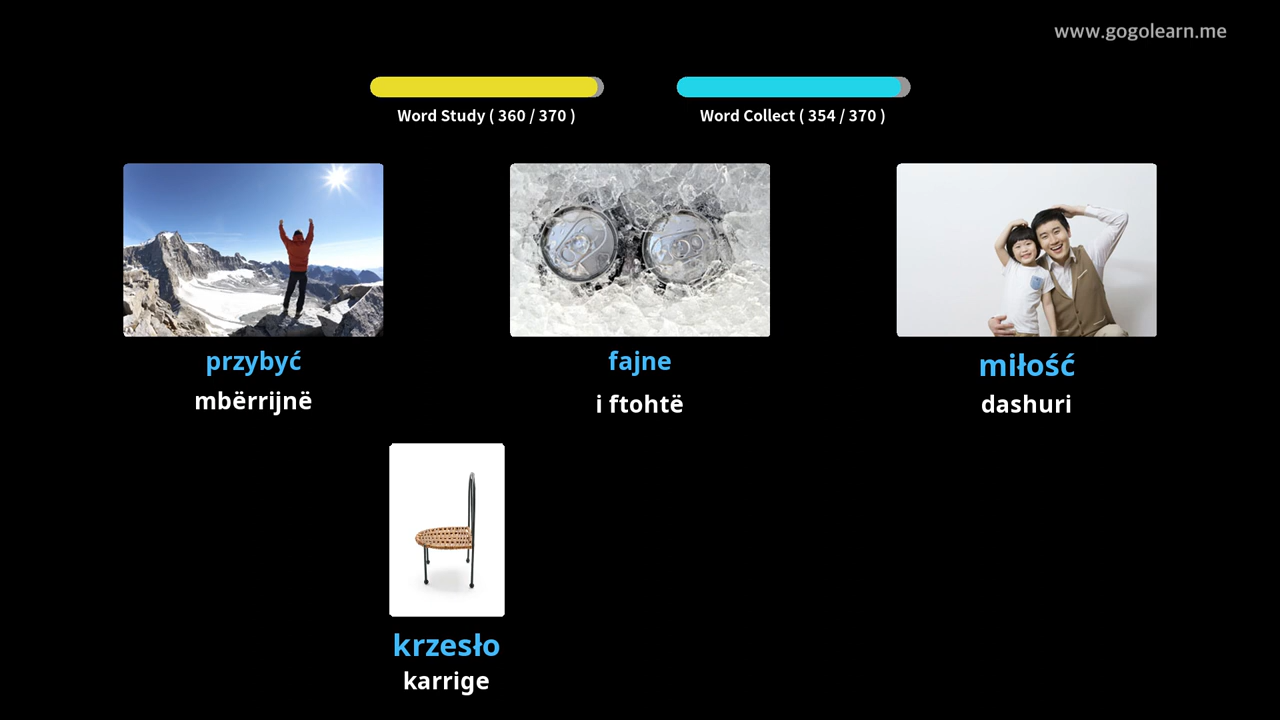 www.gogolearn.me
Word Study ( 360 / 370 )
Word Collect ( 354 / 370 )
przybyć
mbërrijnë
fajne
i ftohtë
miłość
dashuri
krzesło
karrige